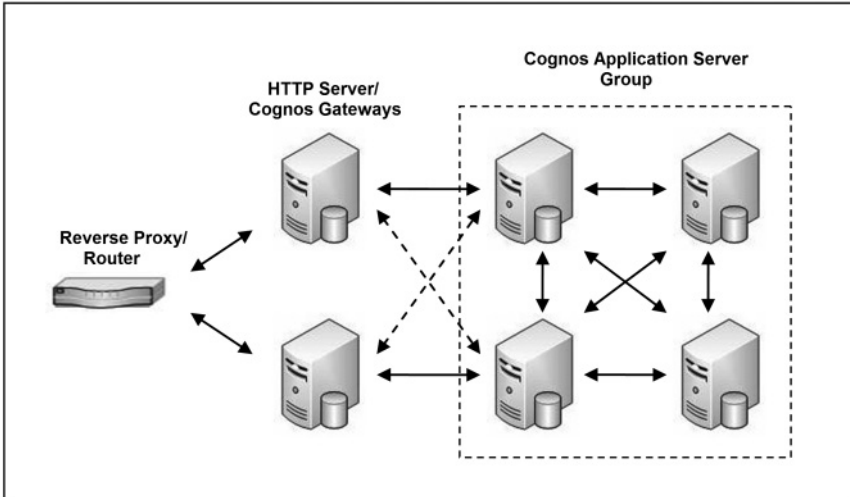 Cognos Application Server
Group
HTTP Server/
Cognos Gateways
Reverse Proxy/
Router